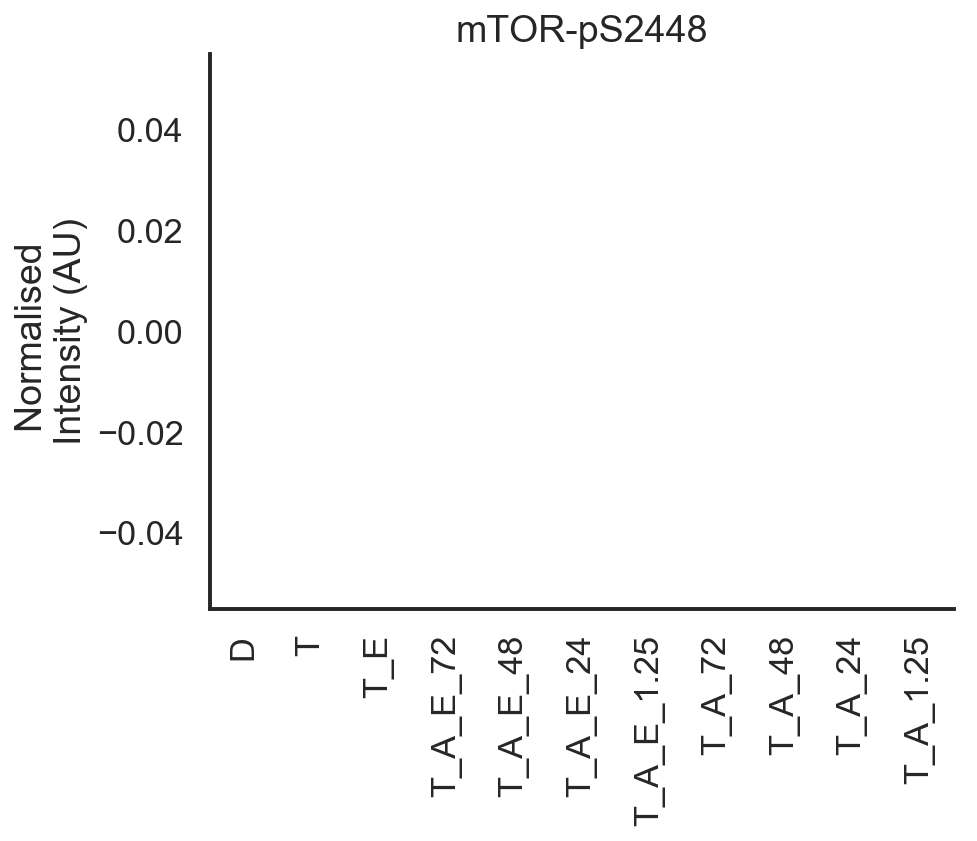 mTOR-pS2448
0.04
0.02
0.00
−0.02
−0.04
Normalised
Intensity (AU)
D
T
T_E
T_A_E_72
T_A_E_48
T_A_E_24
T_A_E_1.25
T_A_72
T_A_48
T_A_24
T_A_1.25